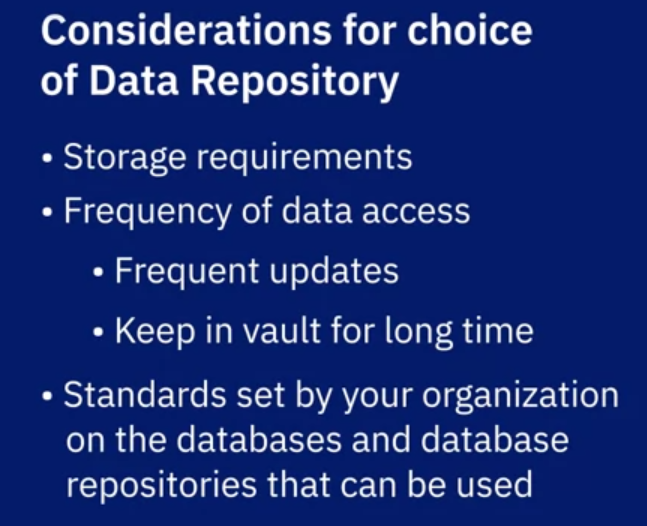 Considerations for choice
of Data Repository
• Storage requirements
• Frequency of data access
• Frequent updates
• Keep in vault for long time
• Standards set by your organization
on the databases and database
repositories that can be used